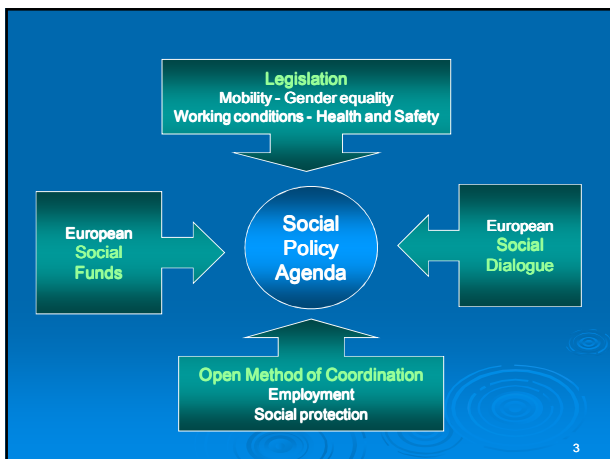 Legislation
Mobility - Gender equality
Working conditions - Health and Safety
European
Social
Funds
Social
Policy
Agenda
European
Social
Dialogue
Open Method of Coordination
Employment
Social protection
3